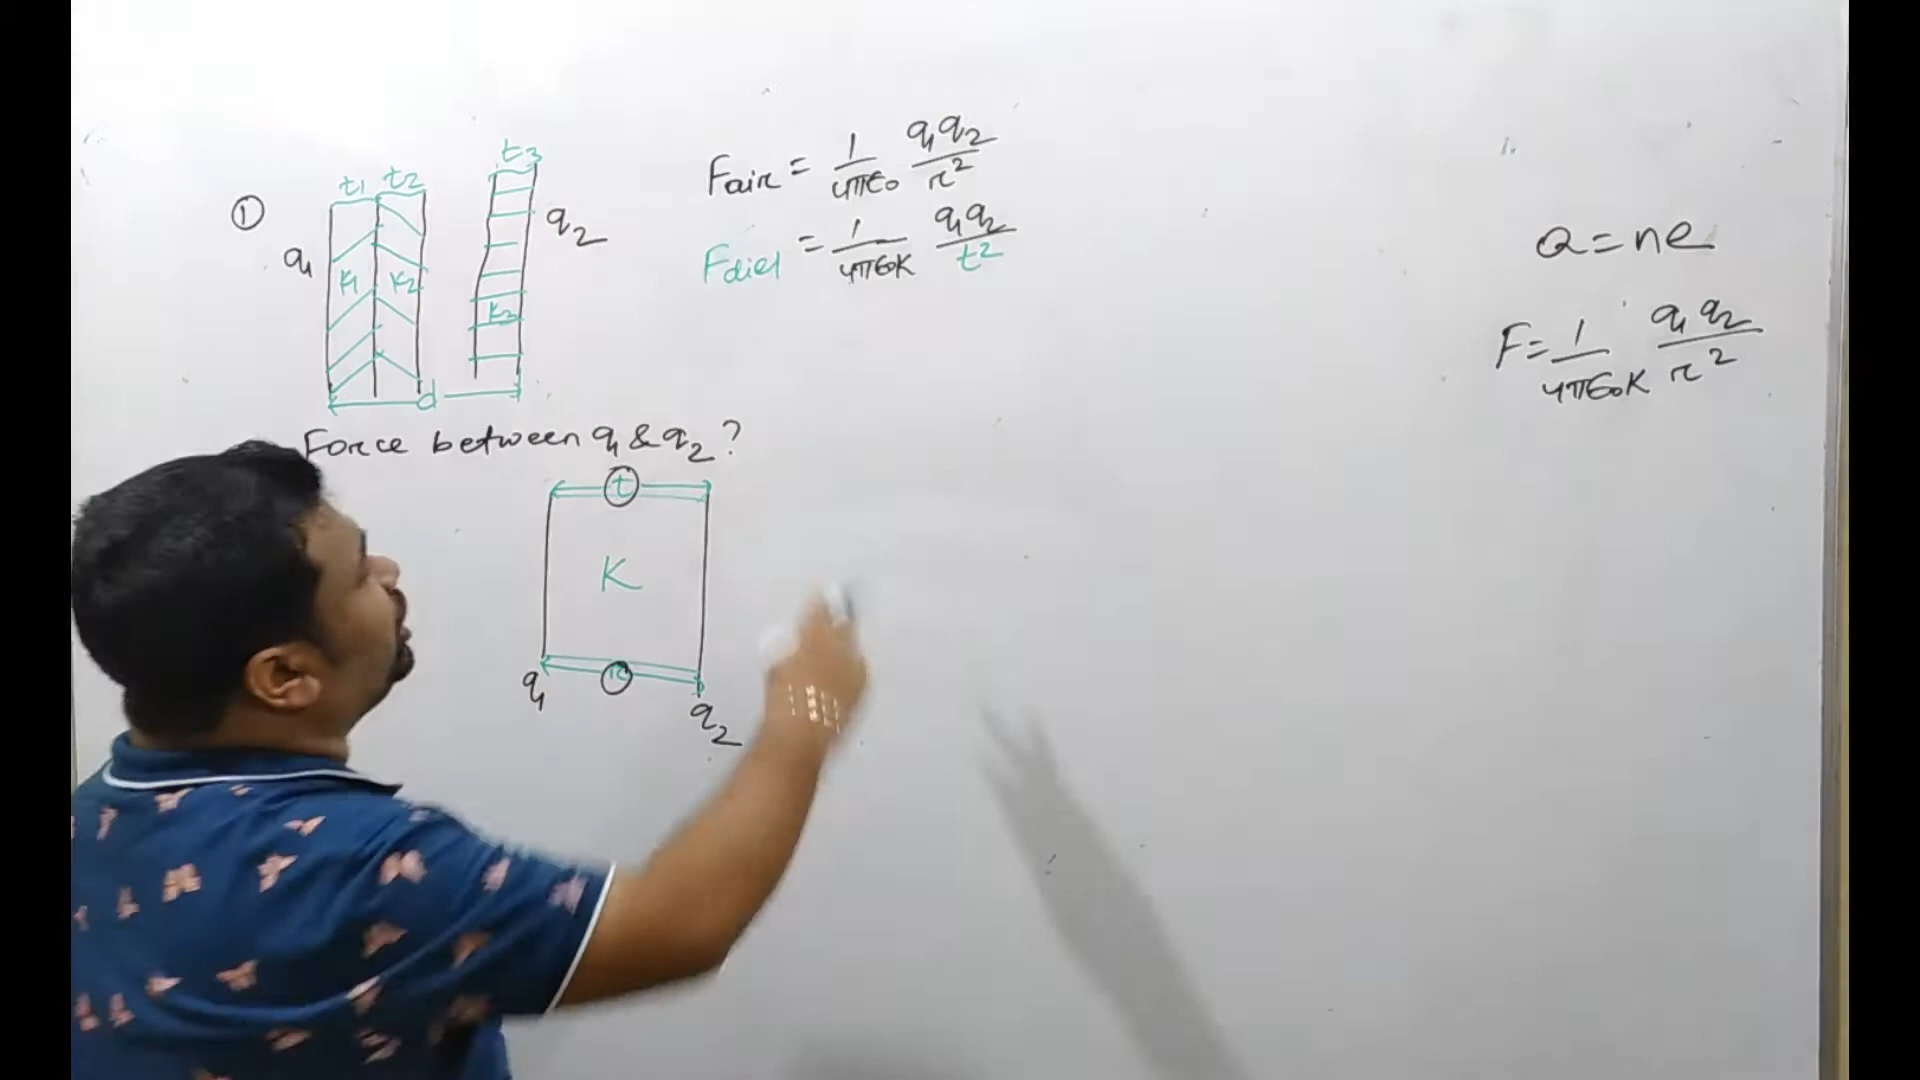 ①
t1 t2 t3
q1 K1 K2 K3 q2
d
Force between q1 & q2?
t
K
r
q1 q2
Fair = 1/4πε0 q1q2/r²
Fdiel = 1/4πε0K q1q2/t²
Q = ne
F = 1/4πε0K q1q2/r²